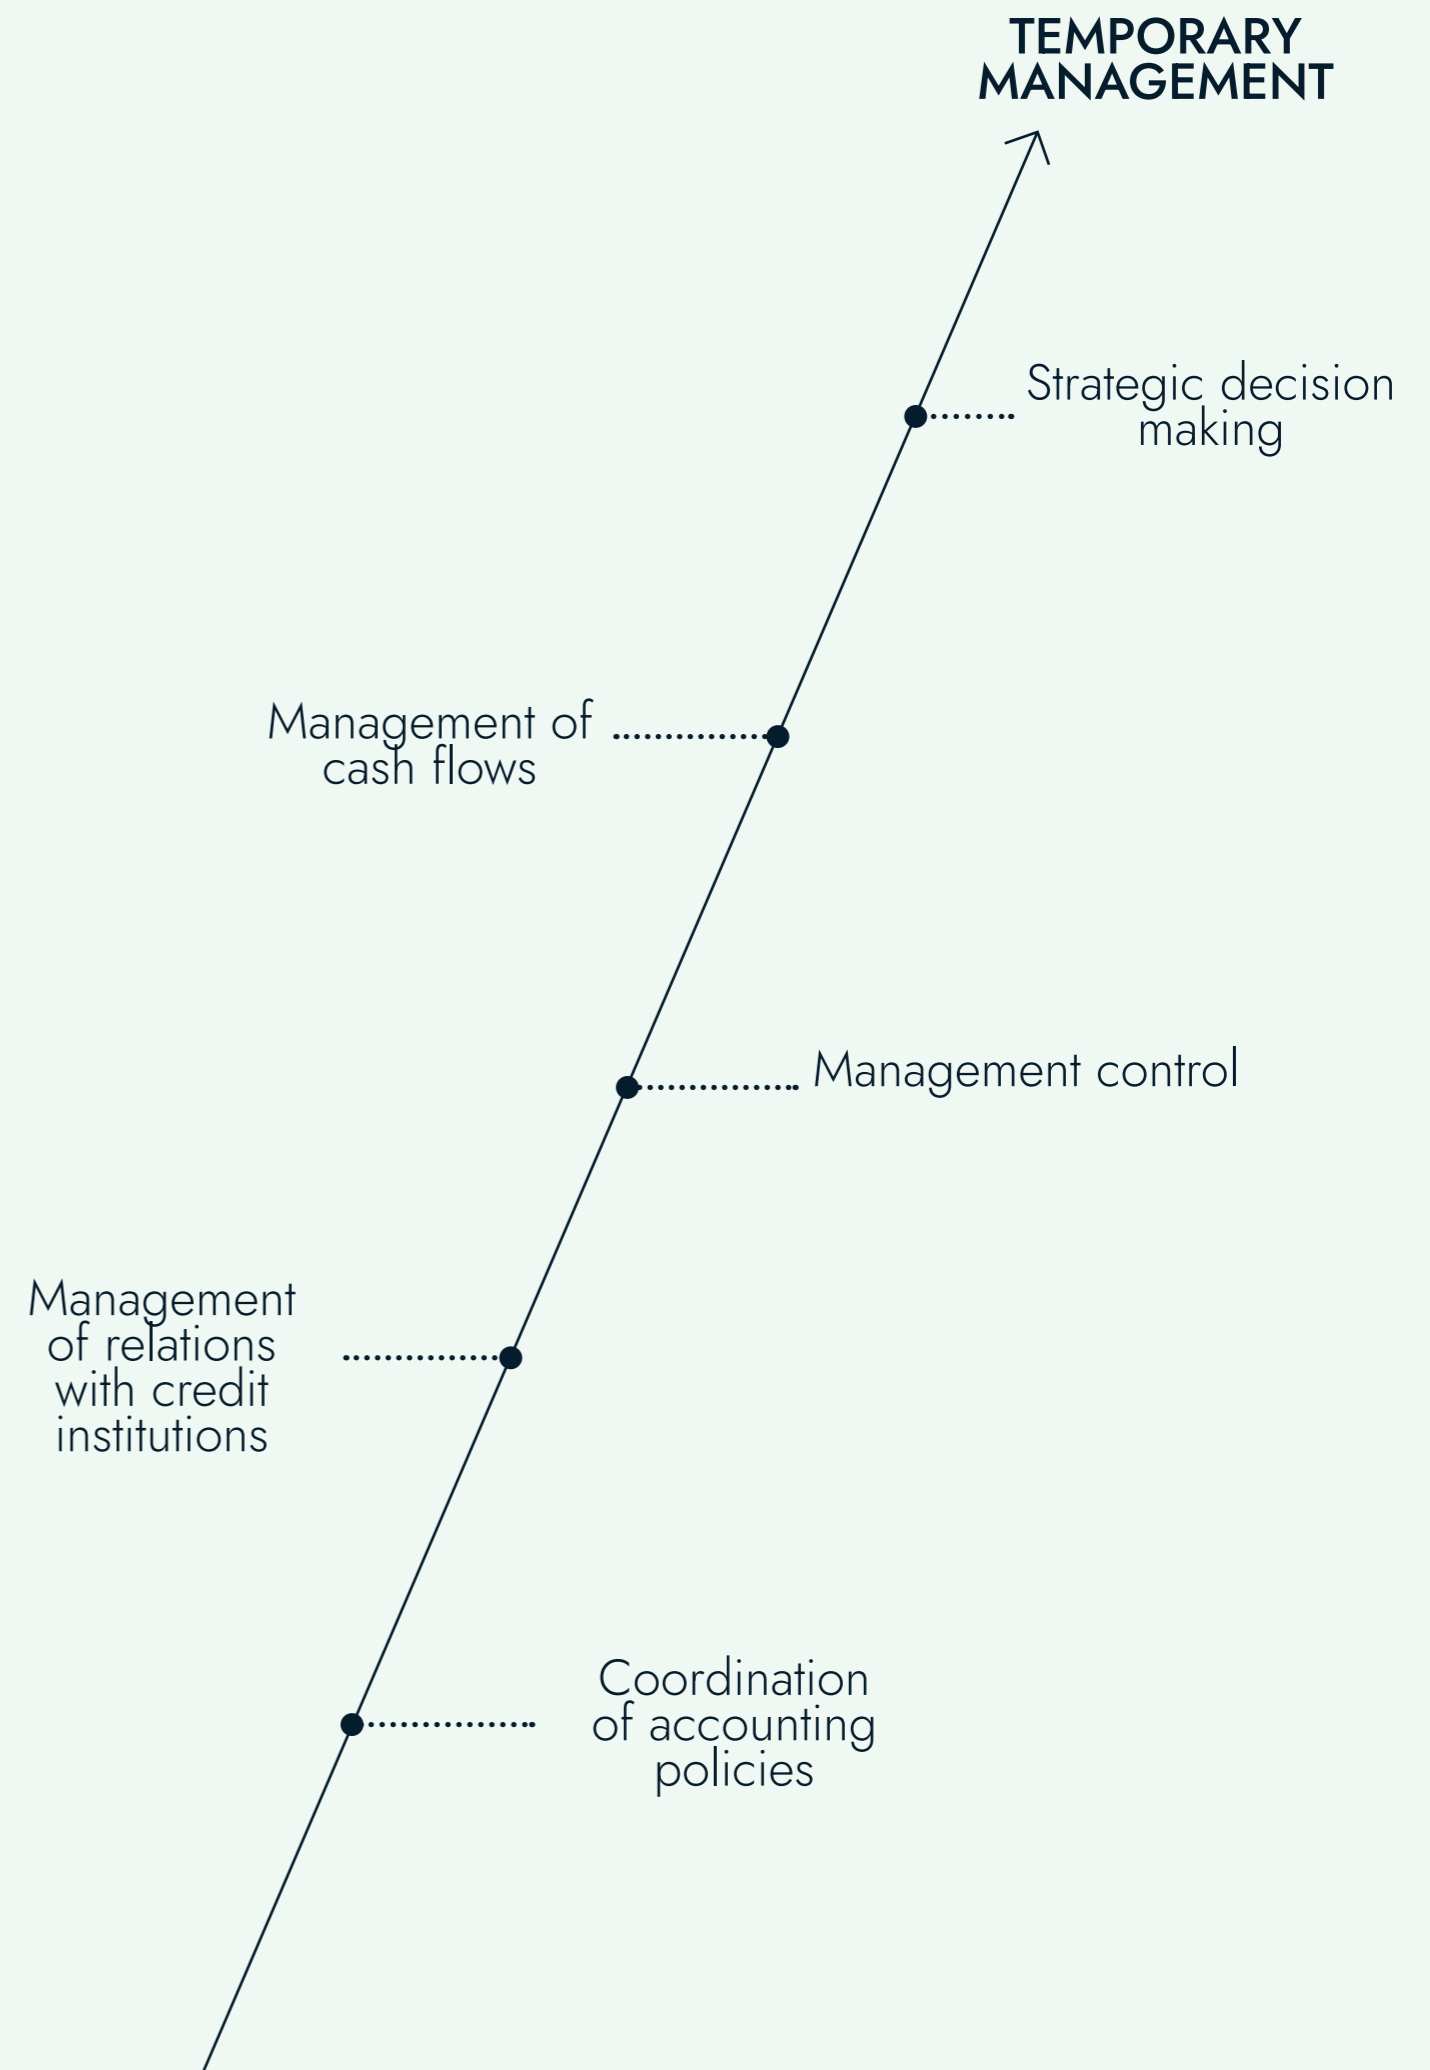 TEMPORARY
MANAGEMENT
Strategic decision
making
Management of
cash flows
Management control
Management
of relations
with credit
institutions
Coordination
of accounting
policies